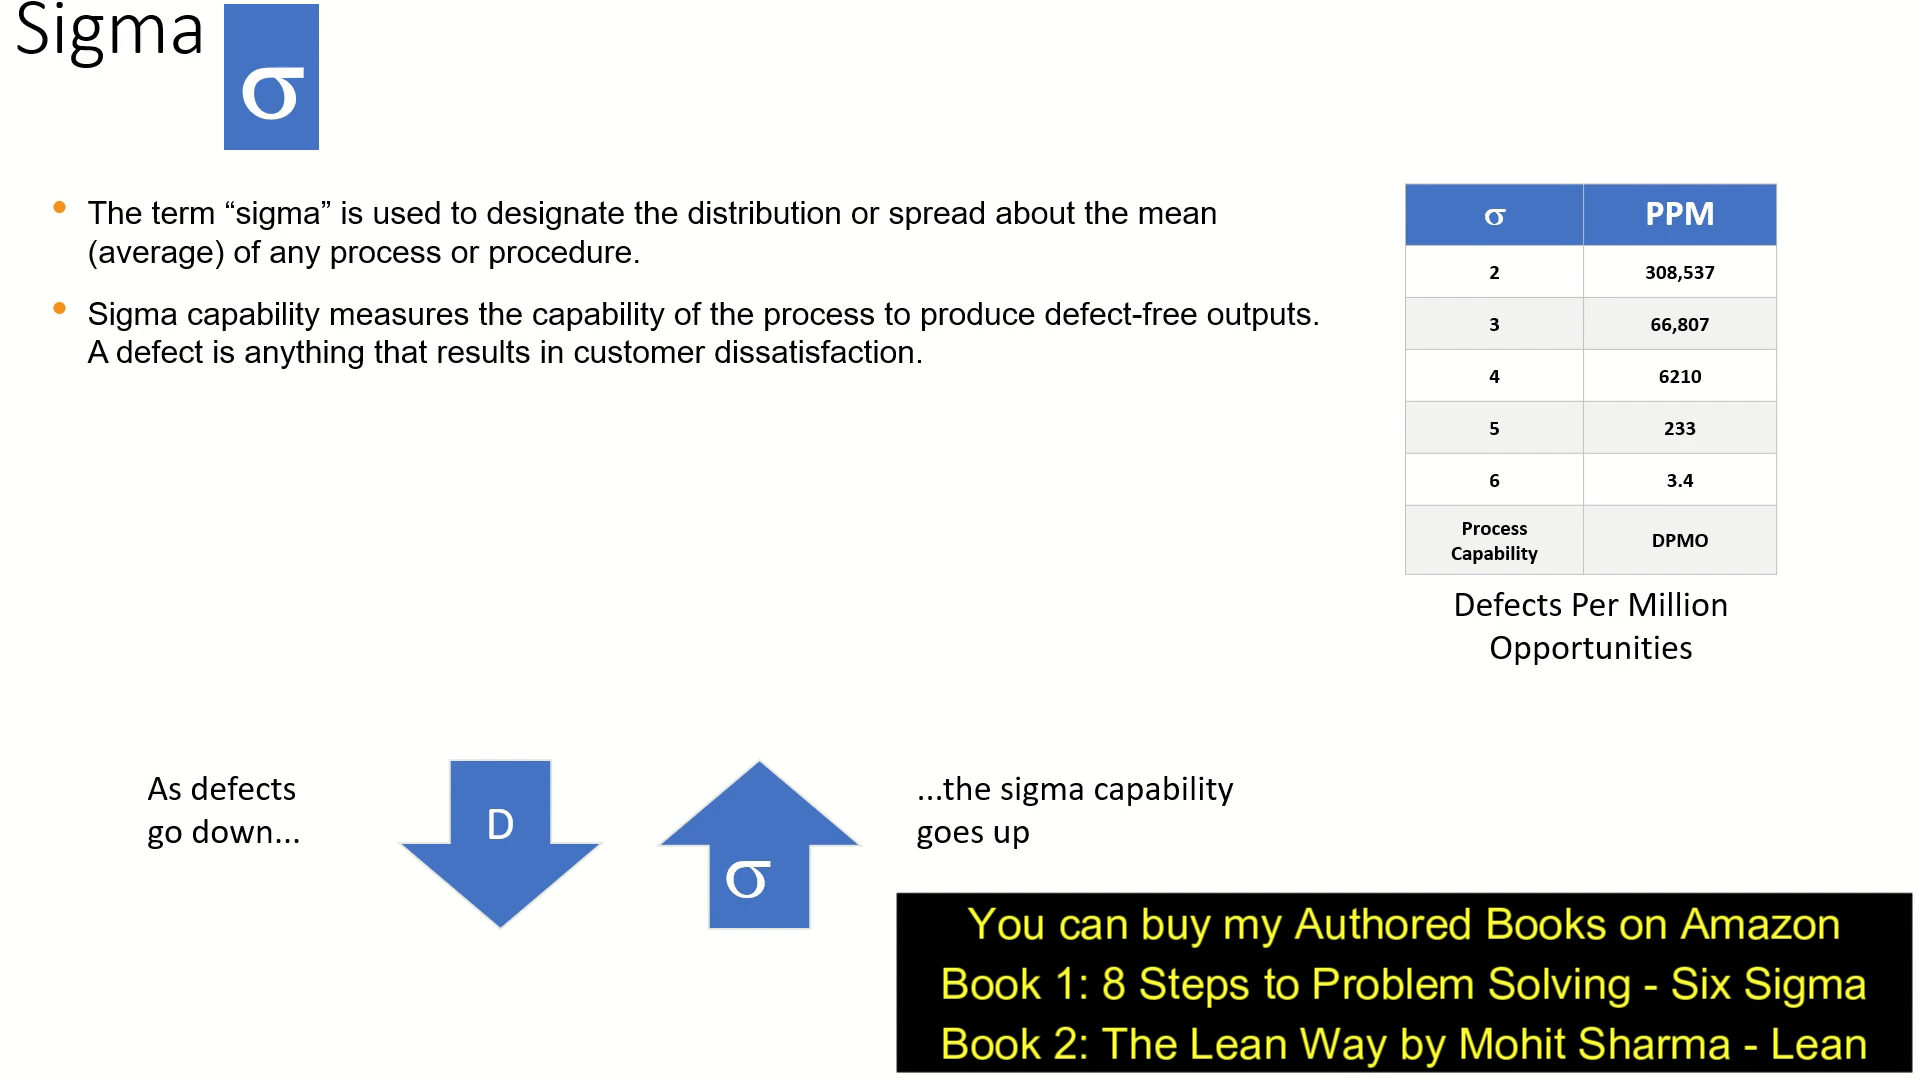 Sigma
σ
• The term “sigma” is used to designate the distribution or spread about the mean
(average) of any process or procedure.
• Sigma capability measures the capability of the process to produce defect-free outputs.
A defect is anything that results in customer dissatisfaction.
σ PPM
2 308,537
3 66,807
4 6210
5 233
6 3.4
Process
Capability DPMO
Defects Per Million
Opportunities
As defects
go down...
D
σ
...the sigma capability
goes up
You can buy my Authored Books on Amazon
Book 1: 8 Steps to Problem Solving - Six Sigma
Book 2: The Lean Way by Mohit Sharma - Lean